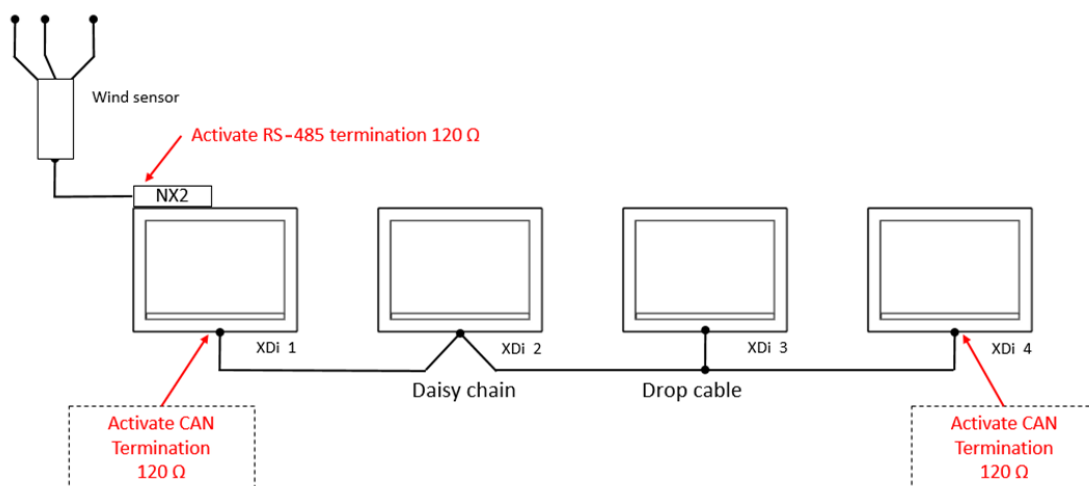 Wind sensor
Activate RS-485 termination 120 Ω
NX2
XDi 1
XDi 2
XDi 3
XDi 4
Daisy chain
Drop cable
Activate CAN
Termination
120 Ω
Activate CAN
Termination
120 Ω